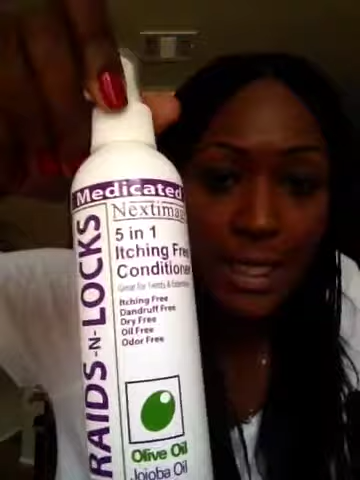 Medicated
Nextimage
5 in 1
Itching Free
Conditioner
Itching Free
Dandruff Free
Dry Free
Oil Free
Odor Free
RAIDS-N-LOCKS
Olive Oil
Jojoba Oil